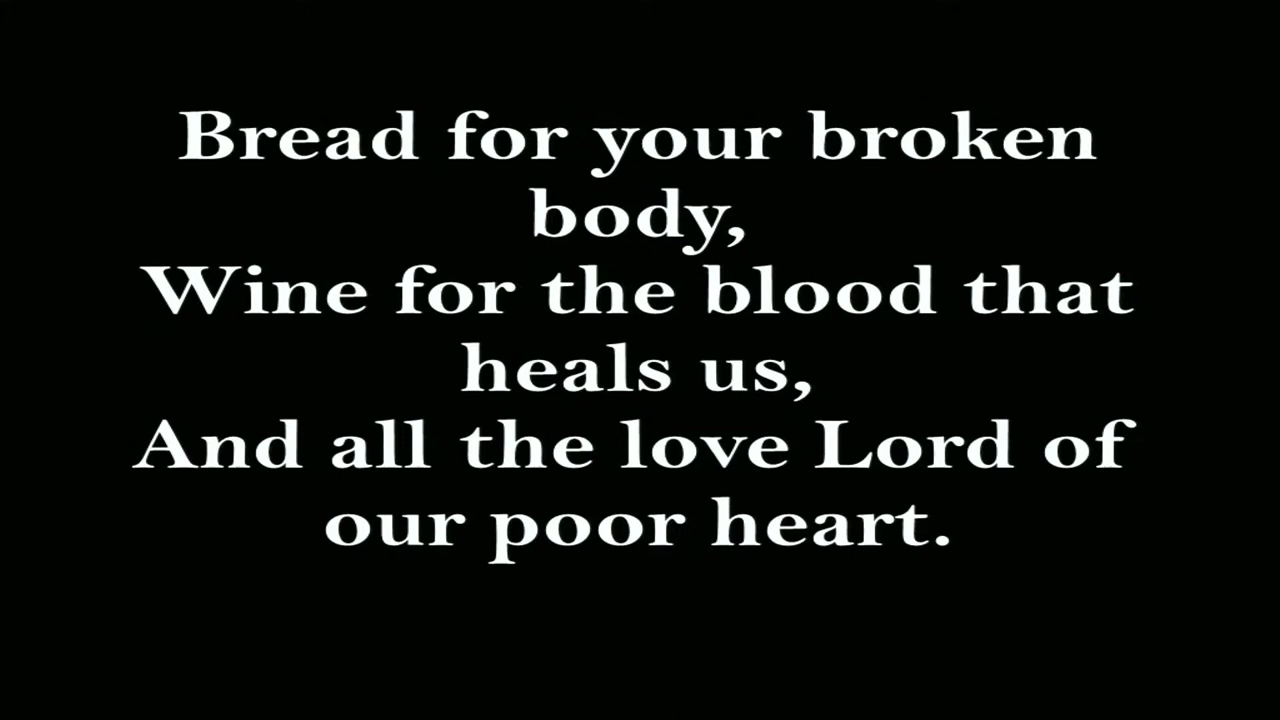 Bread for your broken
body,
Wine for the blood that
heals us,
And all the love Lord of
our poor heart.